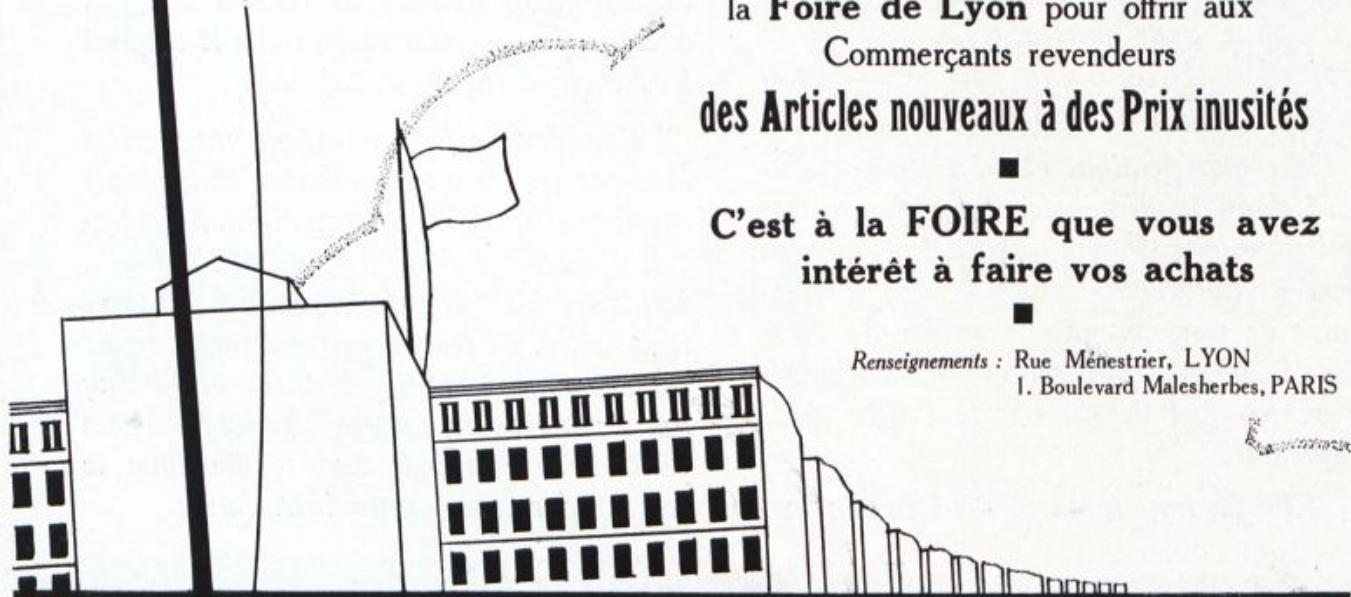 la Foire de Lyon pour offrir aux
Commerçants revendeurs
des Articles nouveaux à des Prix inusités
C'est à la FOIRE que vous avez
intérêt à faire vos achats
Renseignements : Rue Ménestrier, LYON
1. Boulevard Malesherbes, PARIS